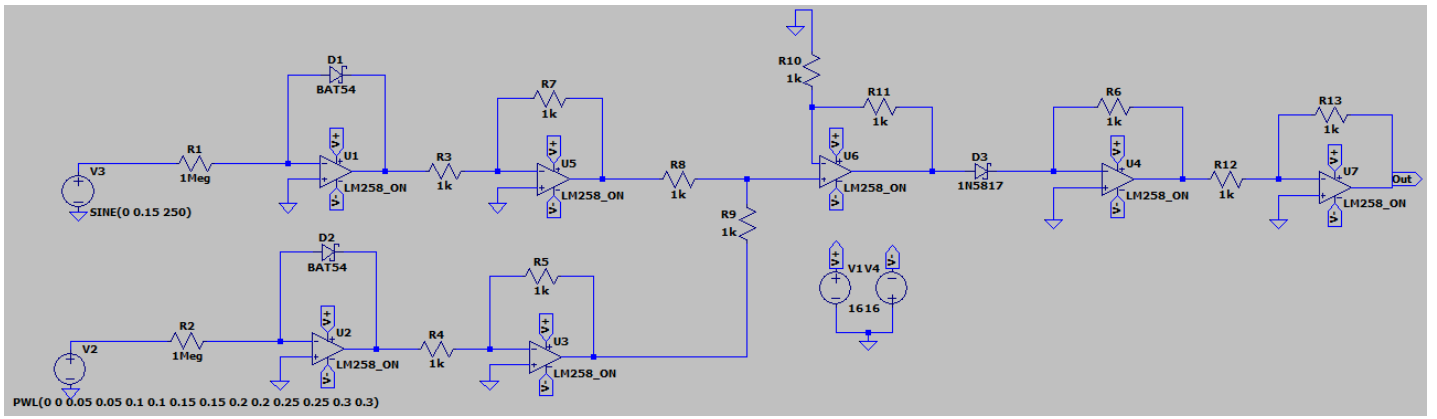 D1
BAT54
V+
U1
V-
LM258_ON
R1
1Meg
V3
SINE(0 0.15 250)
R3
1k
R7
1k
V+
U5
V-
LM258_ON
R8
1k
R9
1k
R10
1k
R11
1k
V+
U6
V-
LM258_ON
D3
1N5817
R6
1k
V+
U4
V-
LM258_ON
R12
1k
R13
1k
V+
U7
V-
LM258_ON
Out
D2
BAT54
V+
U2
V-
LM258_ON
R2
1Meg
V2
R4
1k
R5
1k
V+
U3
V-
LM258_ON
V+
V-
V1
V4
16
16
PWL(0 0 0.05 0.05 0.1 0.1 0.15 0.15 0.2 0.2 0.25 0.25 0.3 0.3)